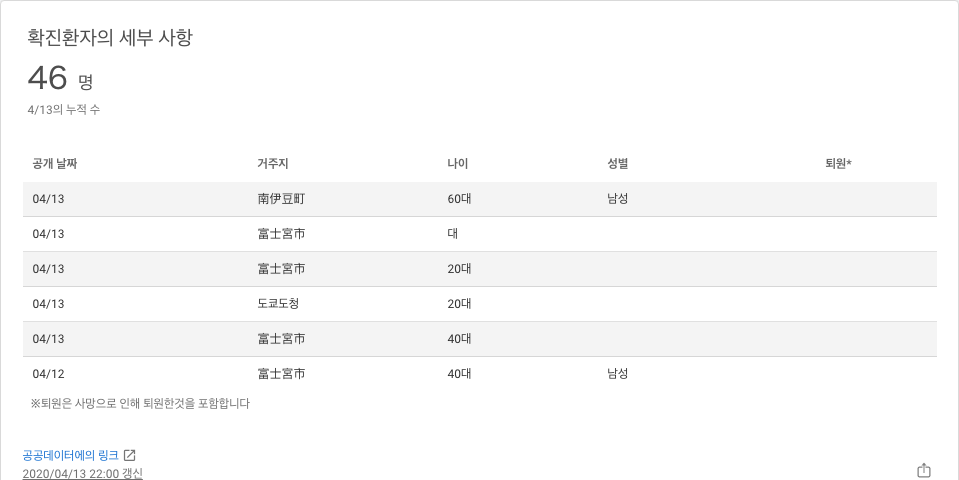 확진환자의 세부 사항
46 명
4/13의 누적 수
공개 날짜 거주지 나이 성별 퇴원*
04/13 南伊豆町 60대 남성
04/13 富士宮市 대
04/13 富士宮市 20대
04/13 도쿄도청 20대
04/13 富士宮市 40대
04/12 富士宮市 40대 남성
※퇴원은 사망으로 인해 퇴원한것을 포함합니다
공공데이터에의 링크
2020/04/13 22:00 갱신